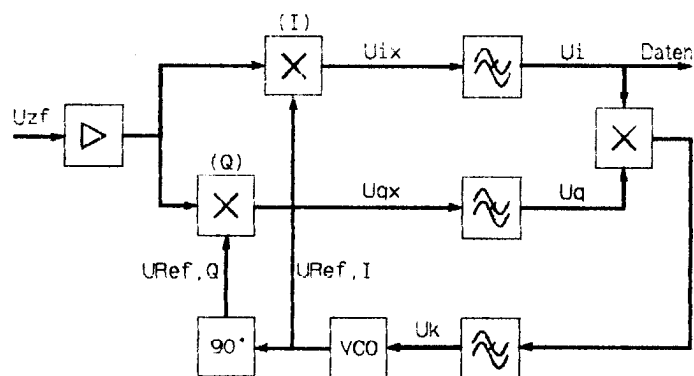 (I)
Uix
Ui
Daten
Uzf
(Q)
Uqx
Uq
URef,Q
URef,I
Uk
90°
VCO